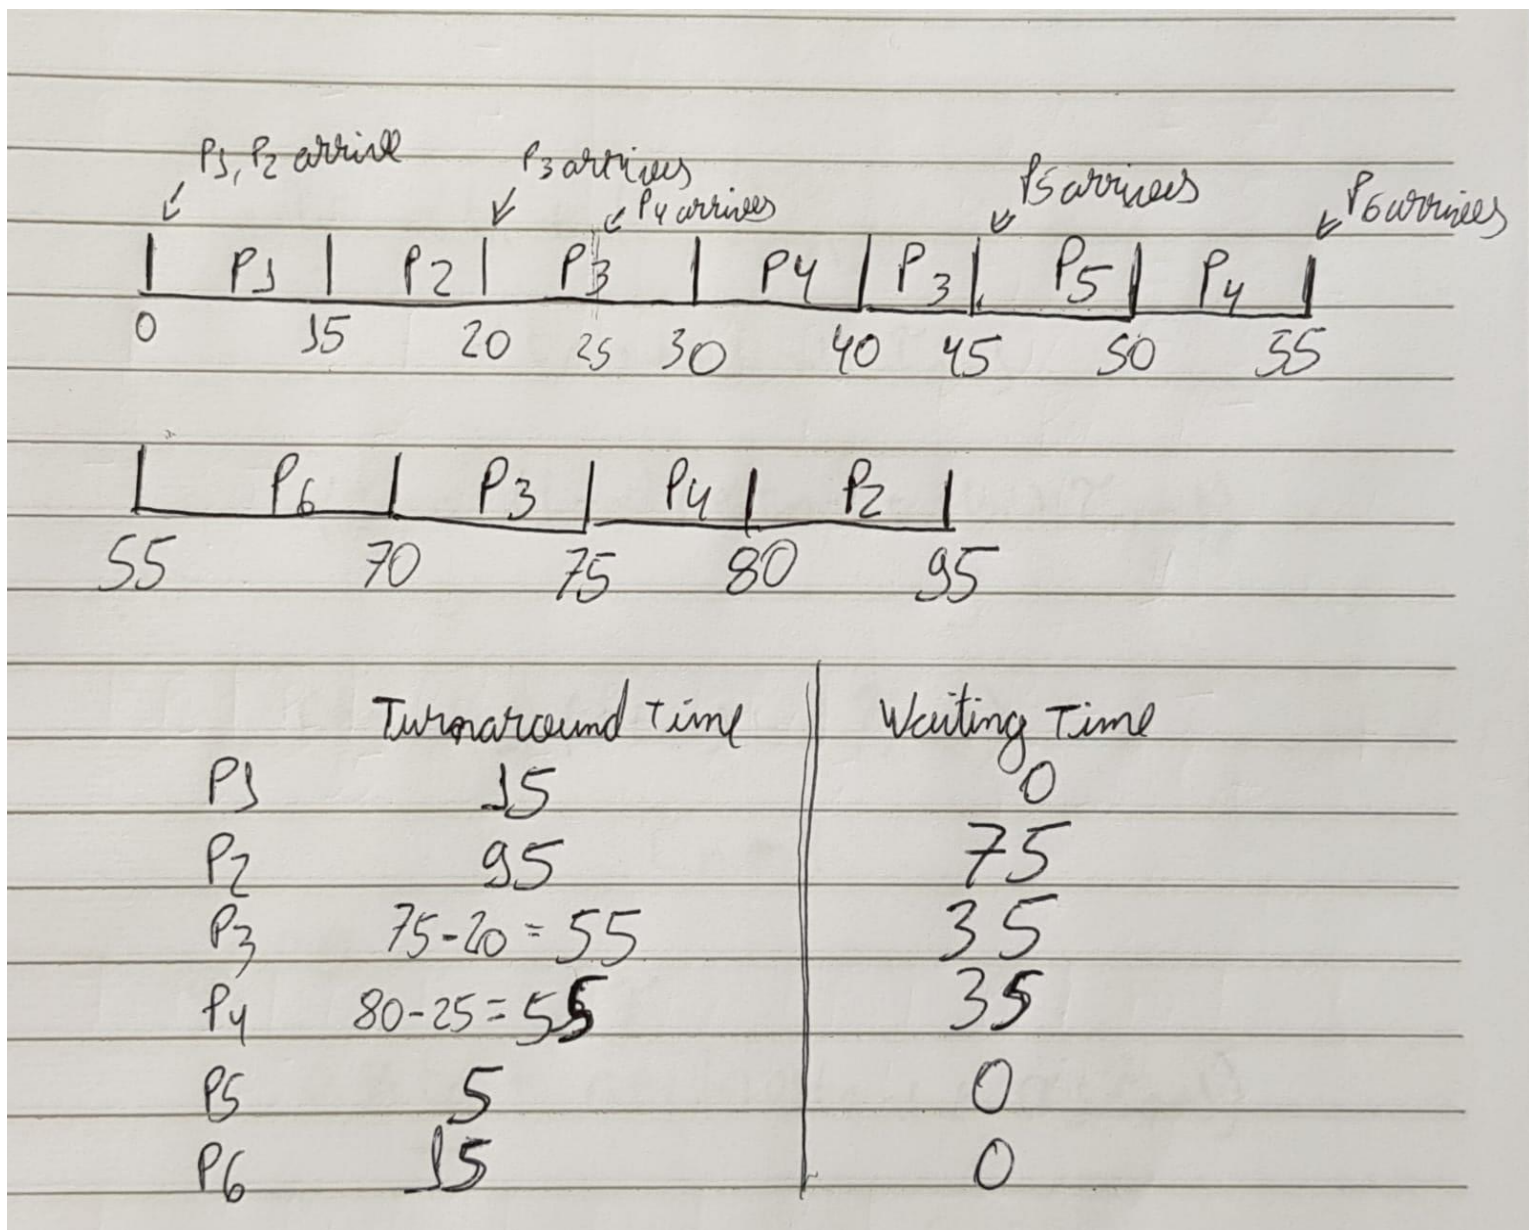 P1, P2 arrive
P3 arrives
P4 arrives
P5 arrives
P6 arrives
P1 P2 P3 P4 P3 P5 P4
0 15 20 25 30 40 45 50 55
P6 P3 P4 P2
55 70 75 80 95
Turnaround Time Waiting Time
P1 15 0
P2 95 75
P3 75-20 = 55 35
P4 80-25 = 55 35
P5 5 0
P6 15 0